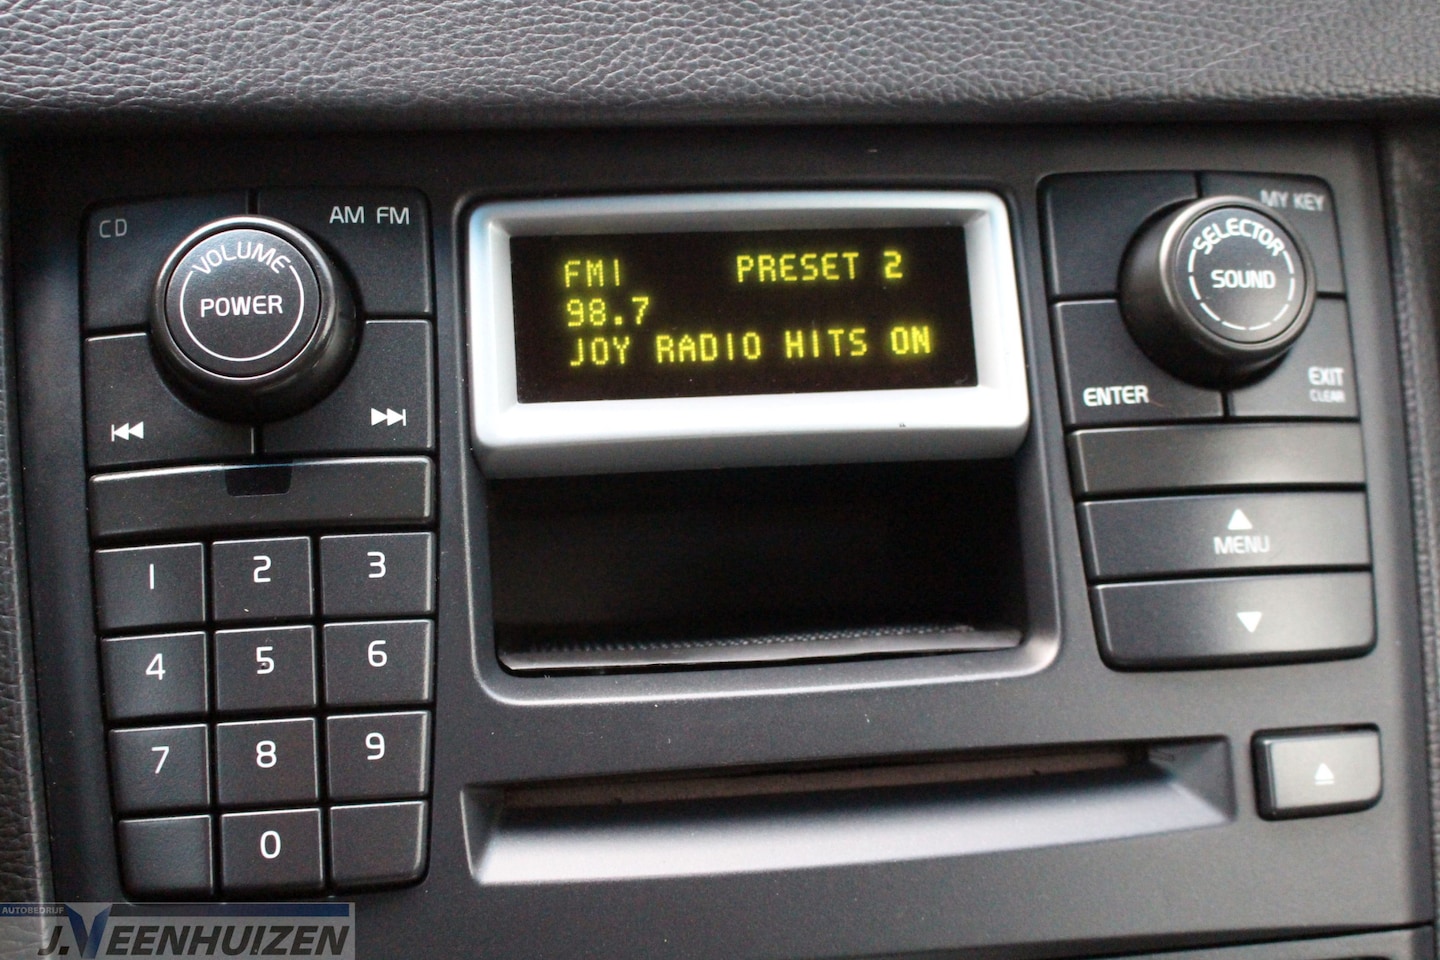 CD
AM FM
VOLUME
POWER
FM1 PRESET 2
98.7
JOY RADIO HITS ON
MY KEY
SELECTOR
SOUND
ENTER
EXIT
CLEAR
MENU
1 2 3
4 5 6
7 8 9
0
AUTOBEDRIJF
J.VEENHUIZEN